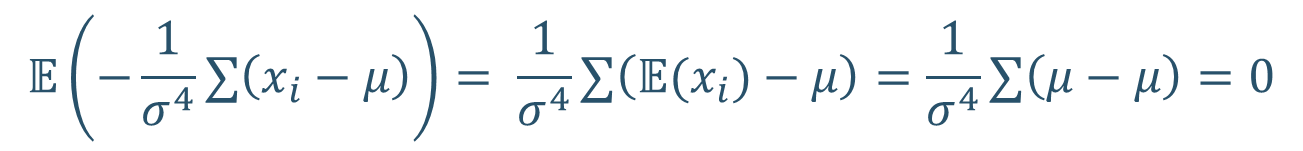 𝔼(−1/σ⁴ ∑(xᵢ − μ)) = 1/σ⁴ ∑(𝔼(xᵢ) − μ) = 1/σ⁴ ∑(μ − μ) = 0